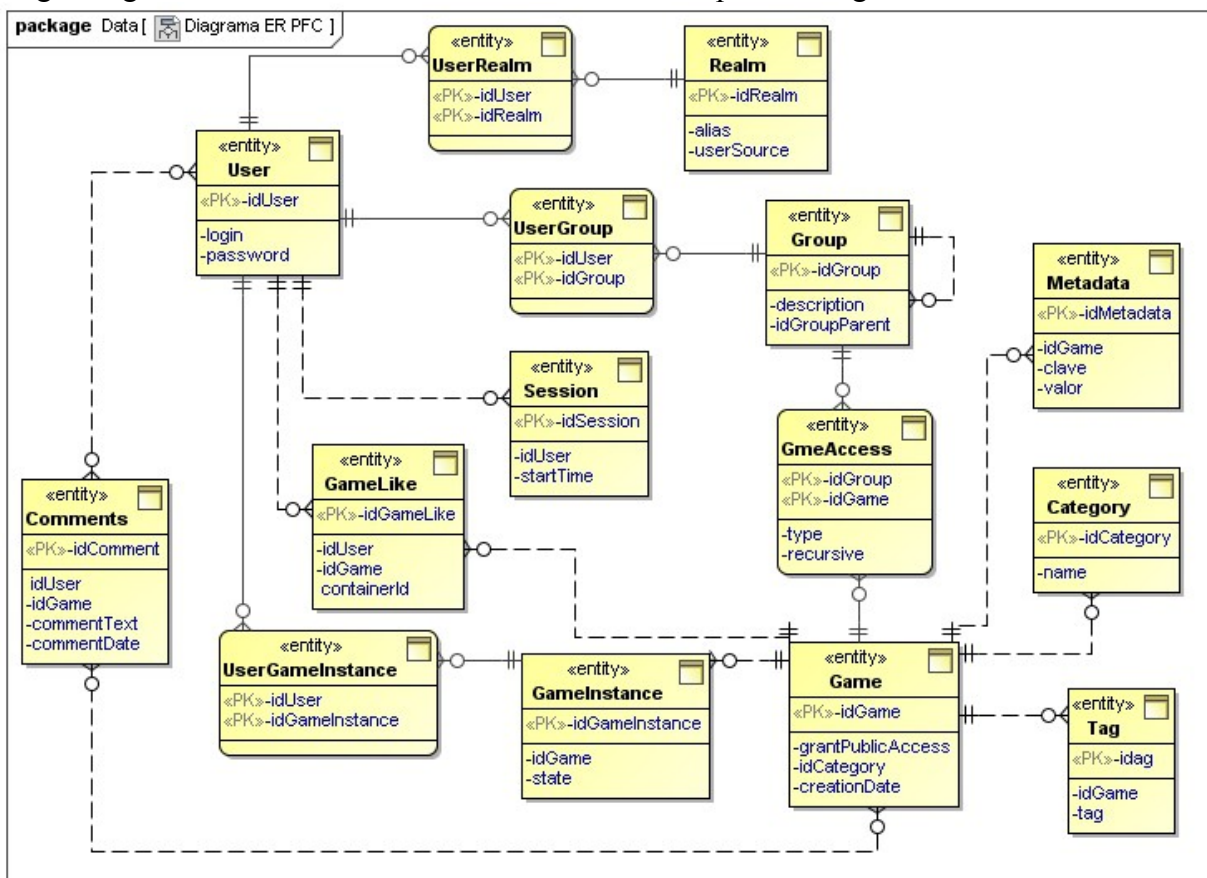 package Data [ Diagrama ER PFC ]
«entity»
UserRealm
«PK»-idUser
«PK»-idRealm
«entity»
Realm
«PK»-idRealm
-alias
-userSource
«entity»
User
«PK»-idUser
-login
-password
«entity»
UserGroup
«PK»-idUser
«PK»-idGroup
«entity»
Group
«PK»-idGroup
-description
-idGroupParent
«entity»
Metadata
«PK»-idMetadata
-idGame
-clave
-valor
«entity»
Session
«PK»-idSession
-idUser
-startTime
«entity»
GameLike
«PK»-idGameLike
-idUser
-idGame
containerId
«entity»
GmeAccess
«PK»-idGroup
«PK»-idGame
-type
-recursive
«entity»
Category
«PK»-idCategory
-name
«entity»
Comments
«PK»-idComment
idUser
-idGame
-commentText
-commentDate
«entity»
UserGameInstance
«PK»-idUser
«PK»-idGameInstance
«entity»
GameInstance
«PK»-idGameInstance
-idGame
-state
«entity»
Game
«PK»-idGame
-grantPublicAccess
-idCategory
-creationDate
«entity»
Tag
«PK»-idag
-idGame
-tag